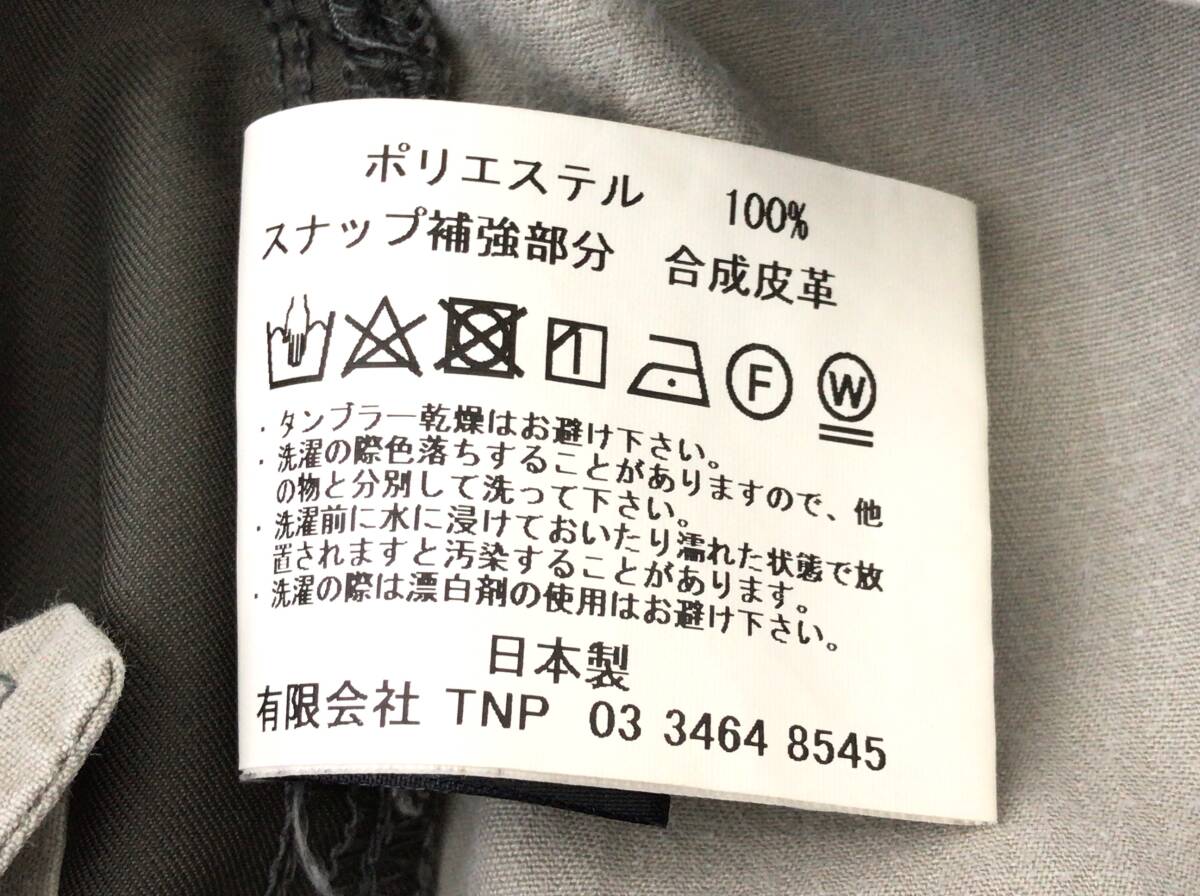 ポリエステル 100%
スナップ補強部分 合成皮革
F W
・タンブラー乾燥はお避け下さい。
・洗濯の際色落ちすることがありますので、他
の物と分別して洗って下さい。
・洗濯前に水に浸けておいたり濡れた状態で放
置されますと汚染することがあります。
・洗濯の際は漂白剤の使用はお避け下さい。
日本製
有限会社 TNP 03 3464 8545